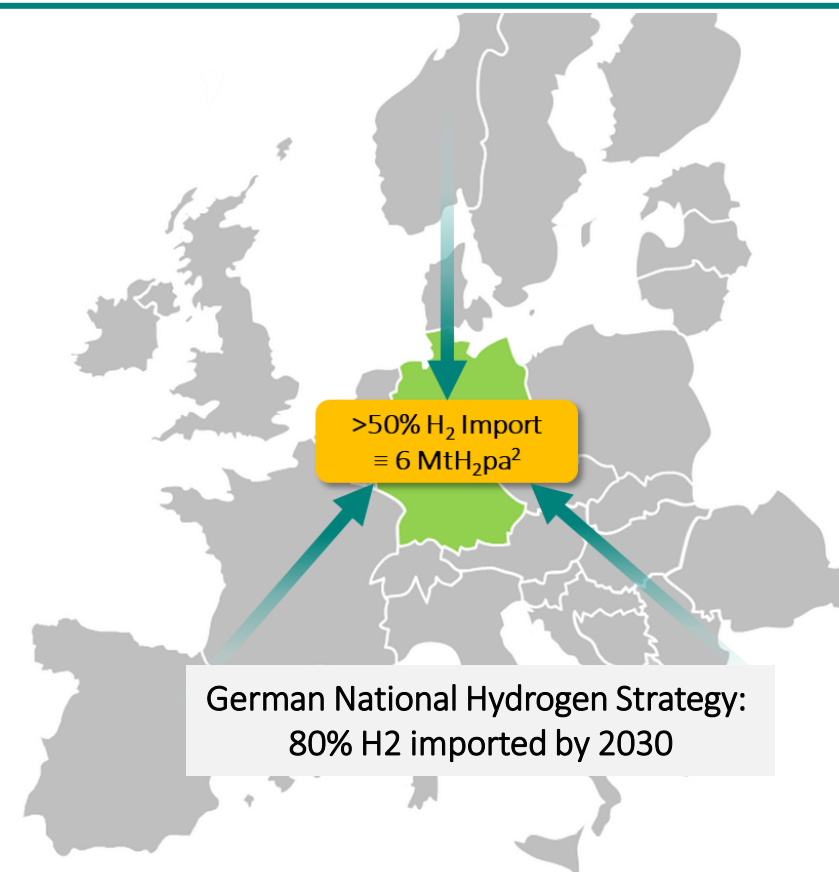 >50% H₂ Import
≡ 6 MtH₂pa²
German National Hydrogen Strategy:
80% H2 imported by 2030